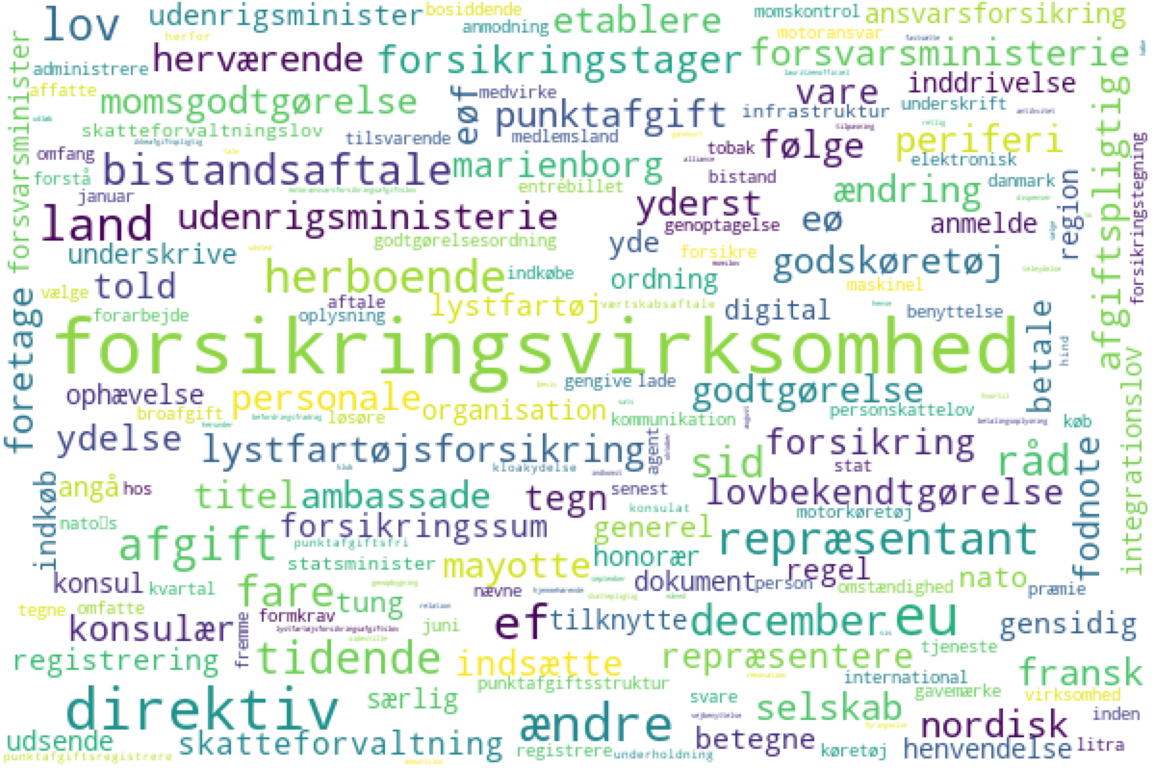 lov
udenrigsminister
bosiddende
anmodning
etablere
momskontrol
ansvarsforsikring
herfor
motoransvar
administrere
herværende
forsikringstager
forsvarsministerie
inddrivelse
affatte
momsgodtgørelse
eøf
medvirke
punktafgift
vare
infrastruktur
underskrift
skatteforvaltningslov
tilsvarende
medlemsland
tobak
følge
periferi
omfang
bistandsaftale
marienborg
elektronisk
forstå
entrébillet
bistand
ændring
danmark
januar
yderst
land
udenrigsministerie
genoptagelse
eø
anmelde
region
godtgørelsesordning
yde
forsikre
underskrive
herboende
indkøbe
ordning
godskøretøj
maskinel
vælge
told
aftale
lystfartøj
værtskabsaftale
digital
benyttelse
forarbejde
oplysning
forsikringsvirksomhed
forsvarsminister
foretage
afgiftspligtig
forsikringstegning
betale
hind
ophævelse
personale
gengive
lade
godtgørelse
broafgift
løsøre
organisation
kommunikation
personskattelov
køb
ydelse
lystfartøjsforsikring
agent
sid
forsikring
stat
råd
kloakydelse
angå
hos
titel
ambassade
tegn
senest
lovbekendtgørelse
fodnote
integrationslov
indkøb
forsikringssum
konsulat
generel
motorkøretøj
afgift
punktafgiftsfri
statsminister
mayotte
honorær
repræsentant
regel
konsul
kvartal
fare
tung
nævne
dokument
person
omstændighed
nato
præmie
tegne
omfatte
formkrav
konsulær
fremme
juni
ef
tilknytte
december
eu
gensidig
registrering
tidende
indsætte
repræsentere
tjeneste
fransk
punktafgiftsstruktur
international
direktiv
særlig
svare
selskab
gavemærke
virksomhed
ændre
nordisk
inden
udsende
skatteforvaltning
registrere
underholdning
betegne
køretøj
henvendelse
litra
punktafgiftsregistrere